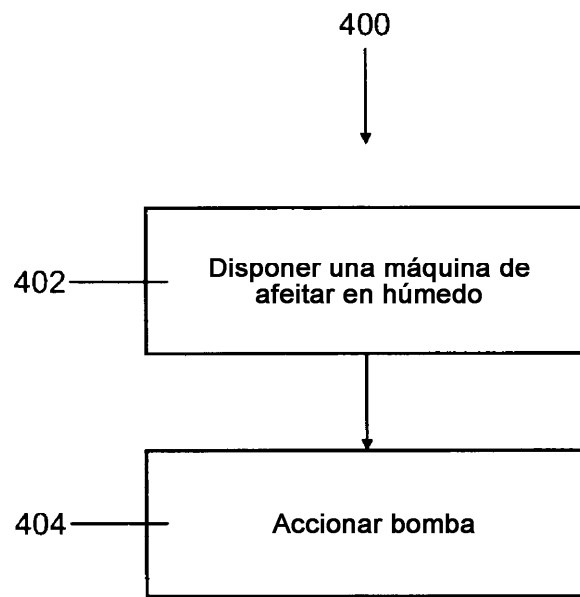 400
402
Disponer una máquina de
afeitar en húmedo
404
Accionar bomba